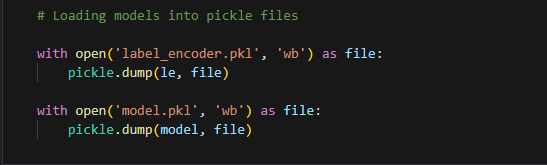 # Loading models into pickle files
with open('label_encoder.pkl', 'wb') as file:
    pickle.dump(le, file)
with open('model.pkl', 'wb') as file:
    pickle.dump(model, file)